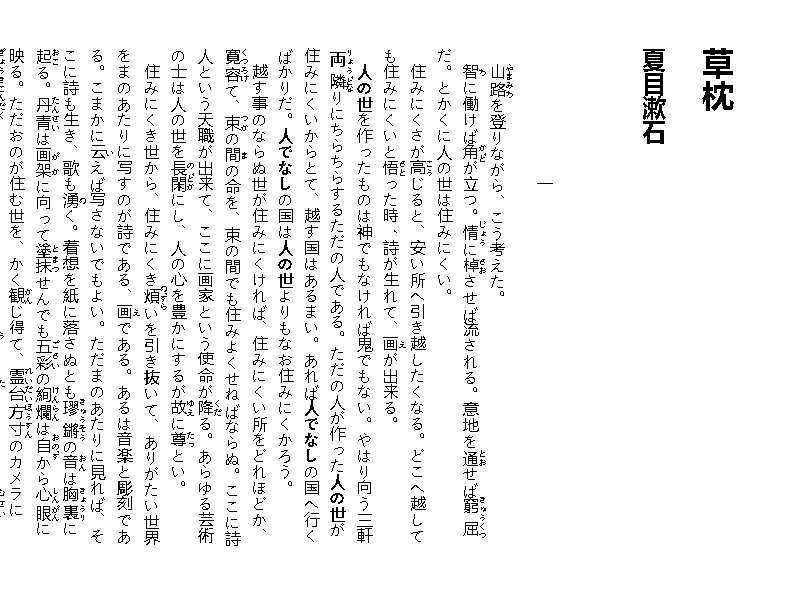 草枕
夏目漱石
一
山路を登りながら、こう考えた。
智に働けば角が立つ。情に棹させば流される。意地を通せば窮屈
だ。とかくに人の世は住みにくい。
住みにくさが高じると、安い所へ引き越したくなる。どこへ越して
も住みにくいと悟った時、詩が生れて、画が出来る。
人の世を作ったものは神でもなければ鬼でもない。やはり向う三軒
両隣りにちらちらするただの人である。ただの人が作った人の世が
住みにくいからとて、越す国はあるまい。あれば人でなしの国へ行く
ばかりだ。人でなしの国は人の世よりもなお住みにくかろう。
越す事のならぬ世が住みにくければ、住みにくい所をどれほどか、
寛容て、束の間の命を、束の間でも住みよくせねばならぬ。ここに詩
人という天職が出来て、ここに画家という使命が降る。あらゆる芸術
の士は人の世を長閑にし、人の心を豊かにするが故に尊とい。
住みにくき世から、住みにくき煩いを引き抜いて、ありがたい世界
をまのあたりに写すのが詩である、画である。あるは音楽と彫刻であ
る。こまかに云えば写さないでもよい。ただまのあたりに見れば、そ
こに詩も生き、歌も湧く。着想を紙に落さぬとも璆鏘の音は胸裏に
起る。丹青は画架に向って塗抹せんでも五彩の絢爛は自から心眼に
映る。ただおのが住む世を、かく観じ得て、霊台方寸のカメラに